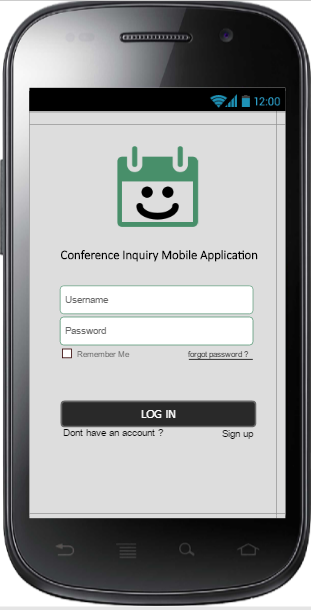 12:00
Conference Inquiry Mobile Application
Username
Password
Remember Me forgot password ?
LOG IN
Dont have an account ? Sign up